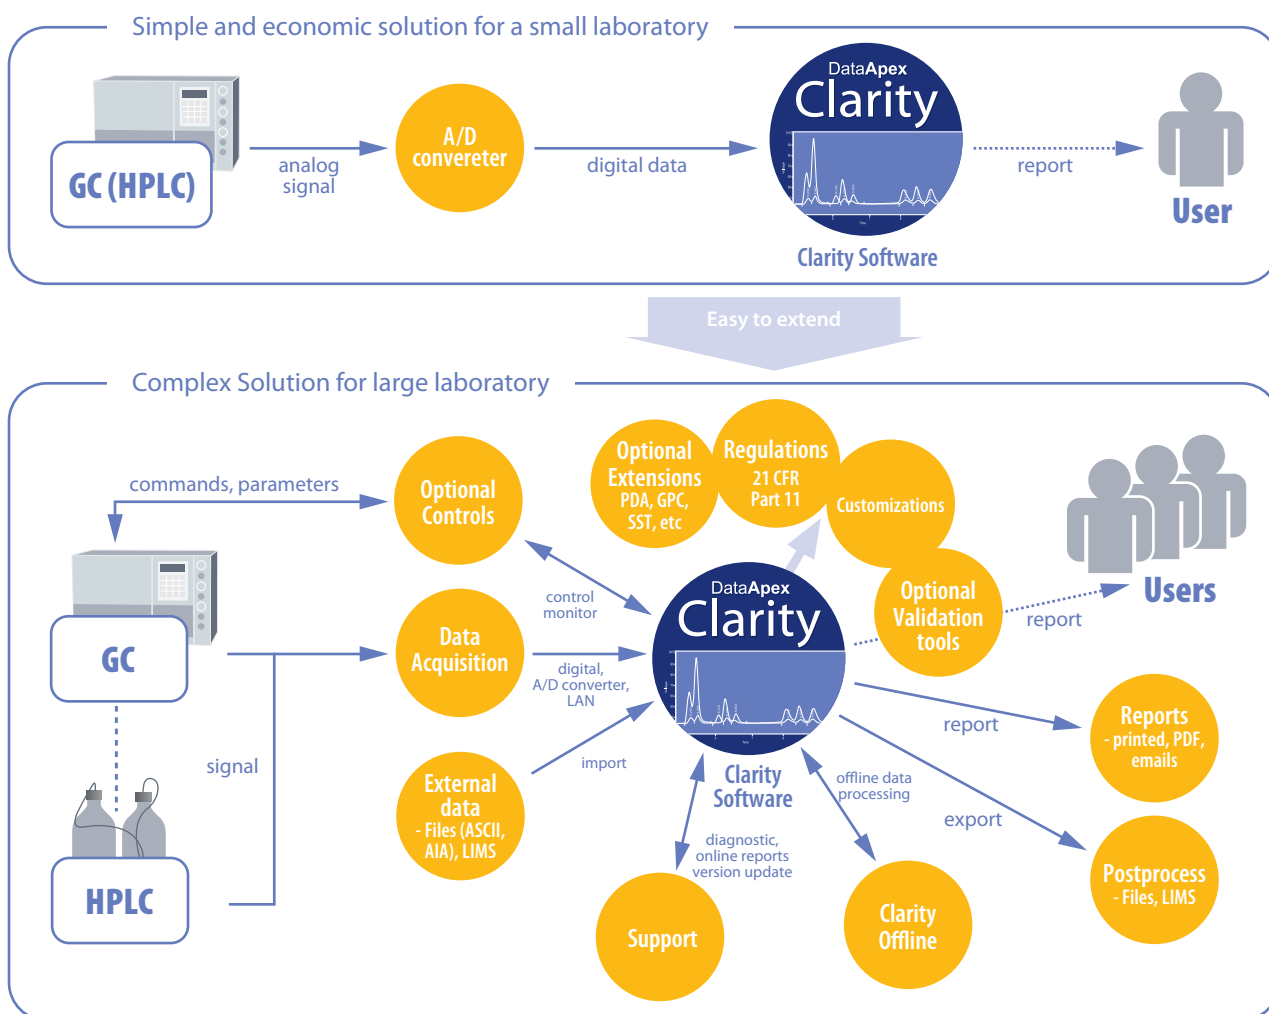 Simple and economic solution for a small laboratory
GC (HPLC)
analog
signal
A/D
convereter
digital data
DataApex
Clarity
Clarity Software
report
User
Easy to extend
Complex Solution for large laboratory
commands, parameters
Optional
Controls
Optional
Extensions
PDA, GPC,
SST, etc
Regulations
21 CFR
Part 11
Customizations
Optional
Validation
tools
Users
report
control
monitor
DataApex
Clarity
Clarity
Software
GC
Data
Acquisition
digital,
A/D converter,
LAN
signal
External
data
- Files (ASCII,
AIA), LIMS
import
HPLC
report
Reports
- printed, PDF,
emails
offline data
processing
export
Postprocess
- Files, LIMS
diagnostic,
online reports
version update
Support
Clarity
Offline